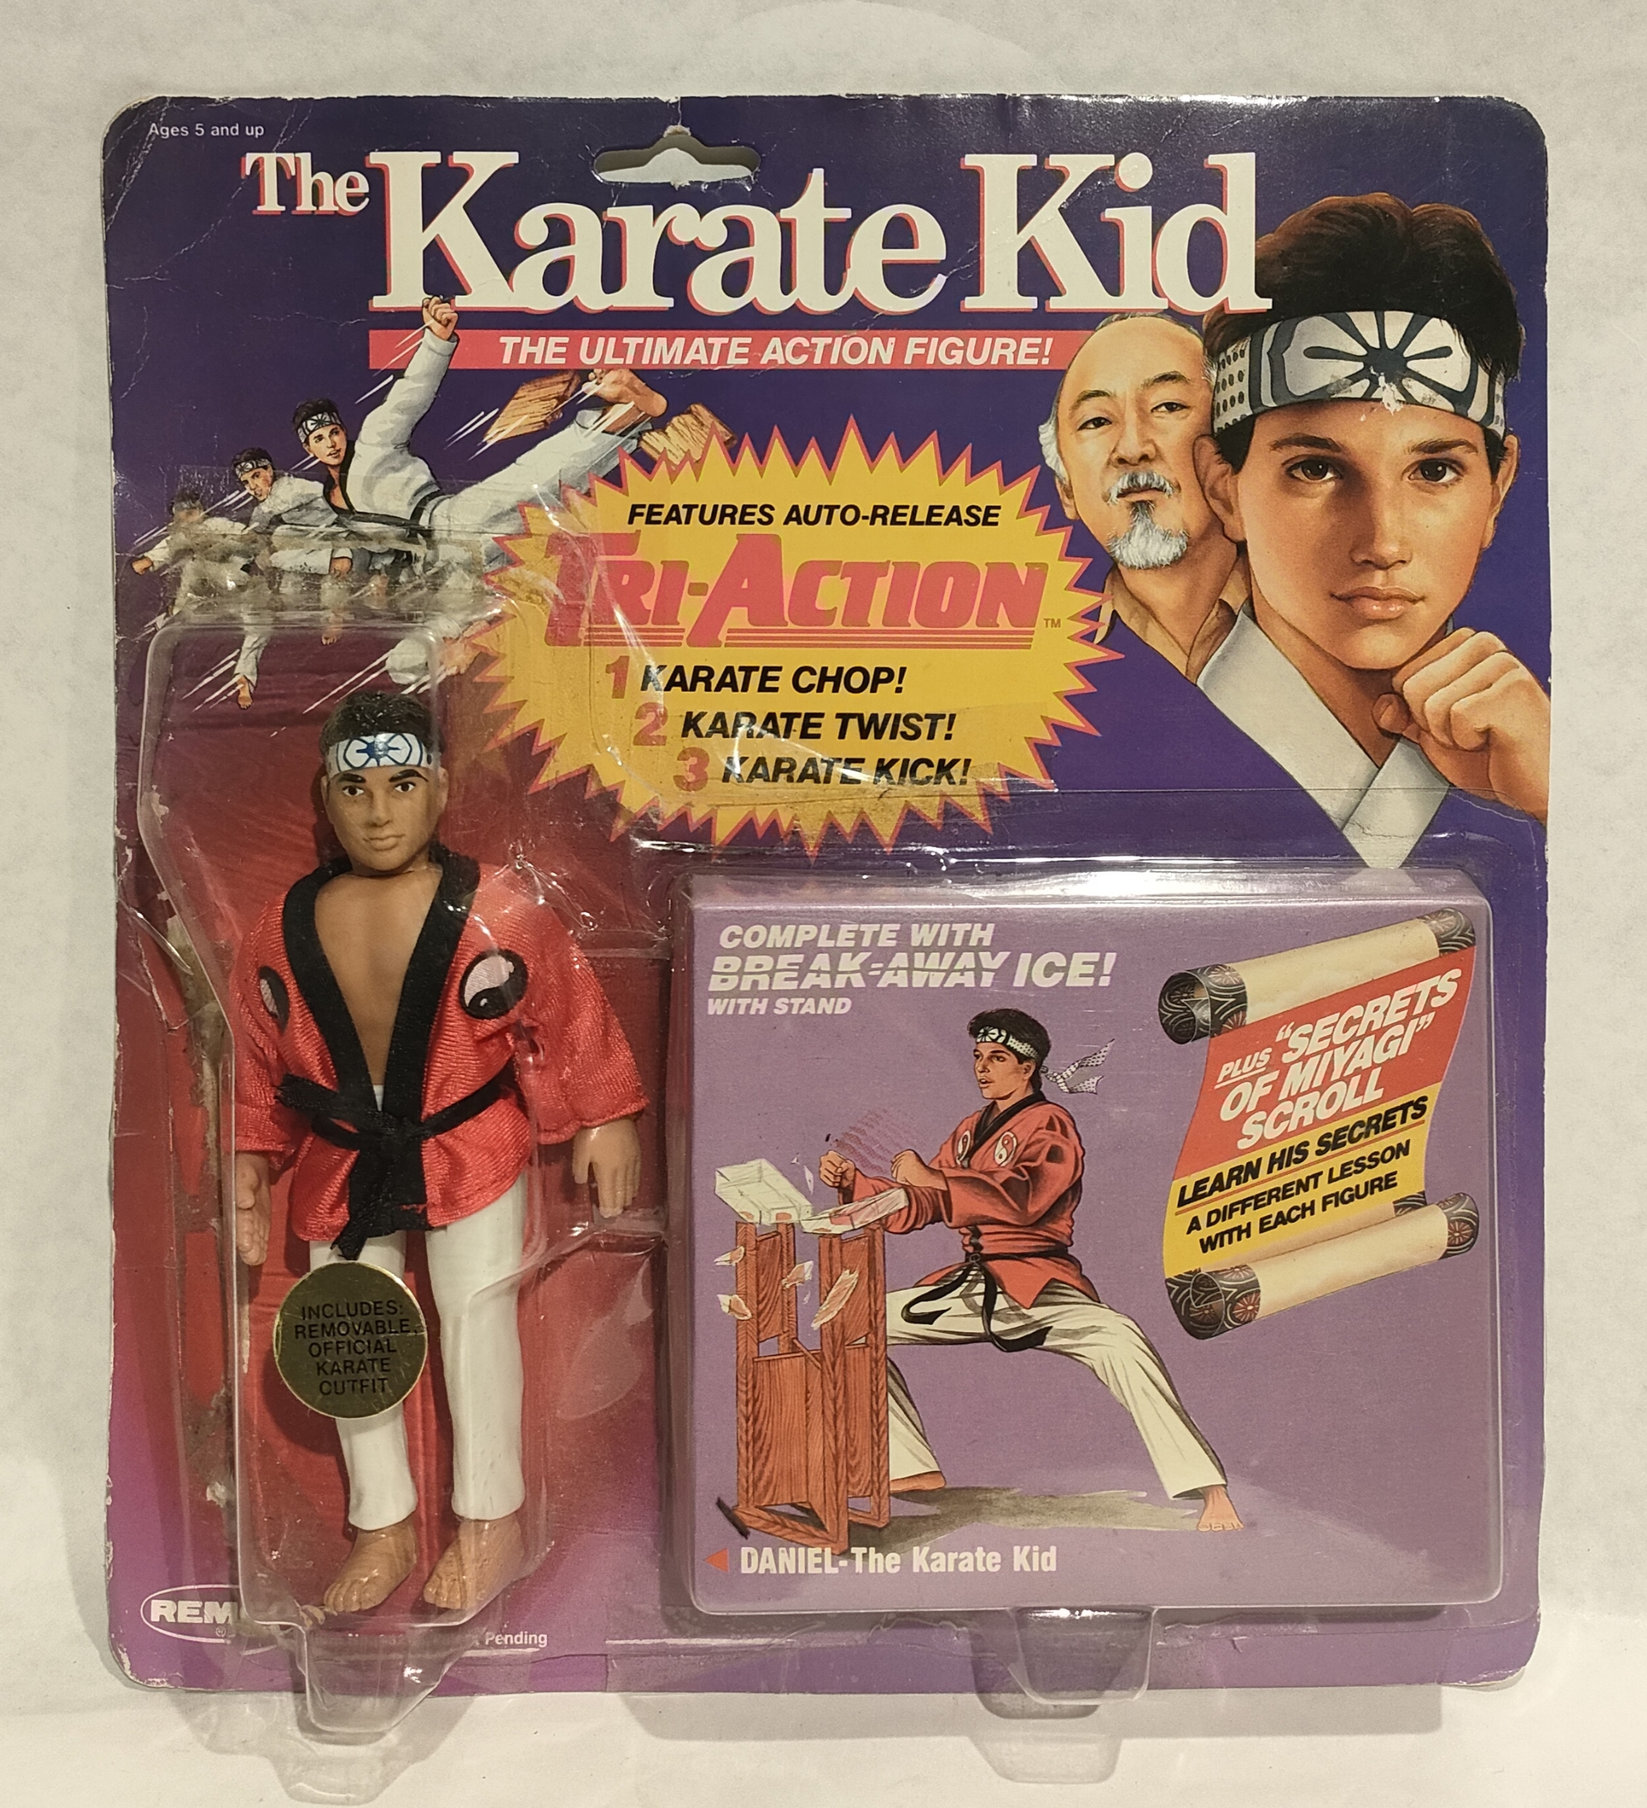 Ages 5 and up
The Karate Kid
THE ULTIMATE ACTION FIGURE!
FEATURES AUTO-RELEASE
TRI-ACTION™
1 KARATE CHOP!
2 KARATE TWIST!
3 KARATE KICK!
COMPLETE WITH
BREAK-AWAY ICE!
WITH STAND
PLUS "SECRETS
OF MIYAGI"
SCROLL
LEARN HIS SECRETS
A DIFFERENT LESSON
WITH EACH FIGURE
INCLUDES:
REMOVABLE
OFFICIAL
KARATE
OUTFIT
DANIEL-The Karate Kid
REM
®
Pending